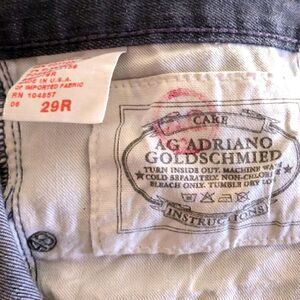 MADE IN U.S.A.
OF IMPORTED FABRIC
RN 104857
06 29R
CARE
AG ADRIANO
GOLDSCHMIED
TURN INSIDE OUT. MACHINE WASH
COLD SEPARATELY. NON-CHLORINE
BLEACH ONLY. TUMBLE DRY LOW
INSTRUCTIONS